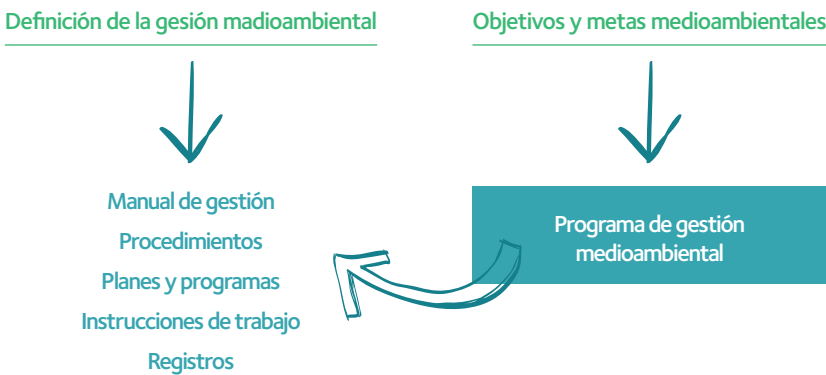 Definición de la gesión madioambiental
Objetivos y metas medioambientales
Manual de gestión
Procedimientos
Planes y programas
Instrucciones de trabajo
Registros
Programa de gestión
medioambiental